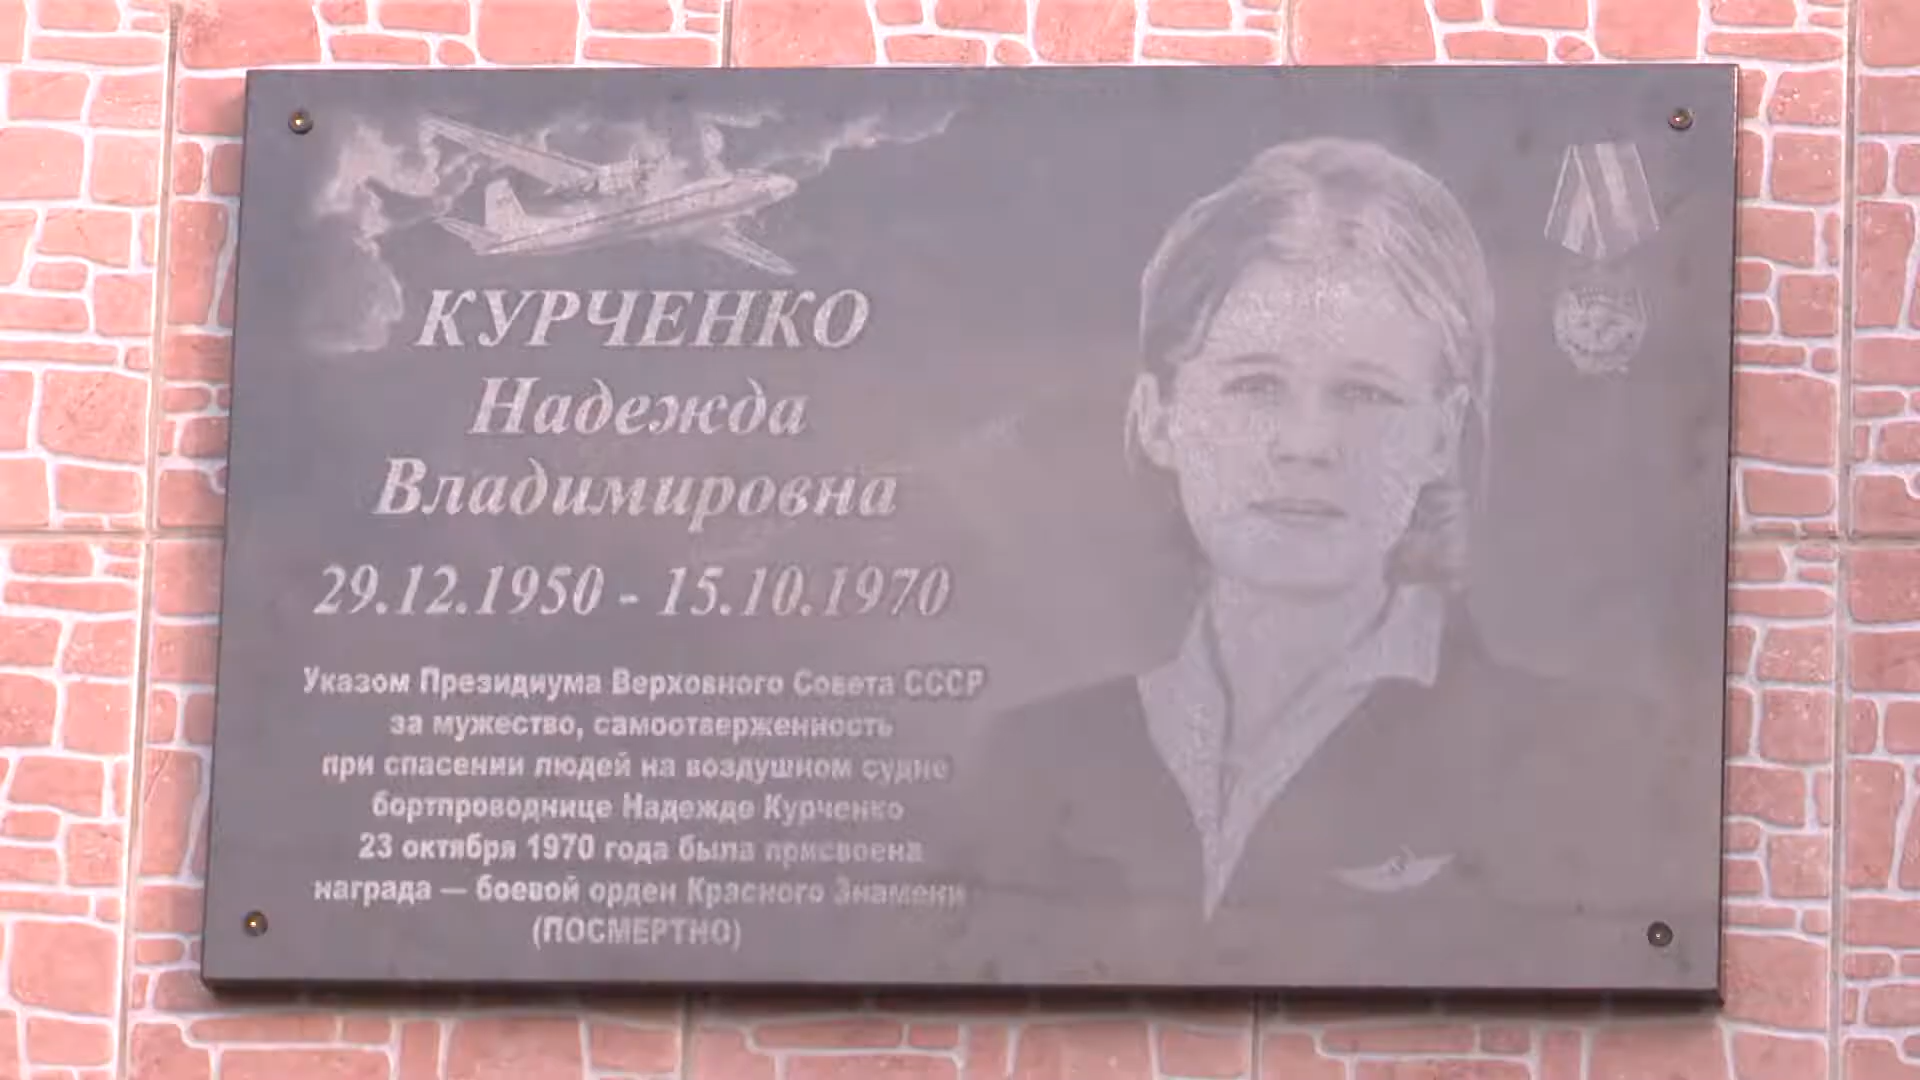 КУРЧЕНКО
Надежда
Владимировна
29.12.1950 - 15.10.1970
Указом Президиума Верховного Совета СССР
за мужество, самоотверженность
при спасении людей на воздушном судне
бортпроводнице Надежде Курченко
23 октября 1970 года была присвоена
награда — боевой орден Красного Знамени
(ПОСМЕРТНО)